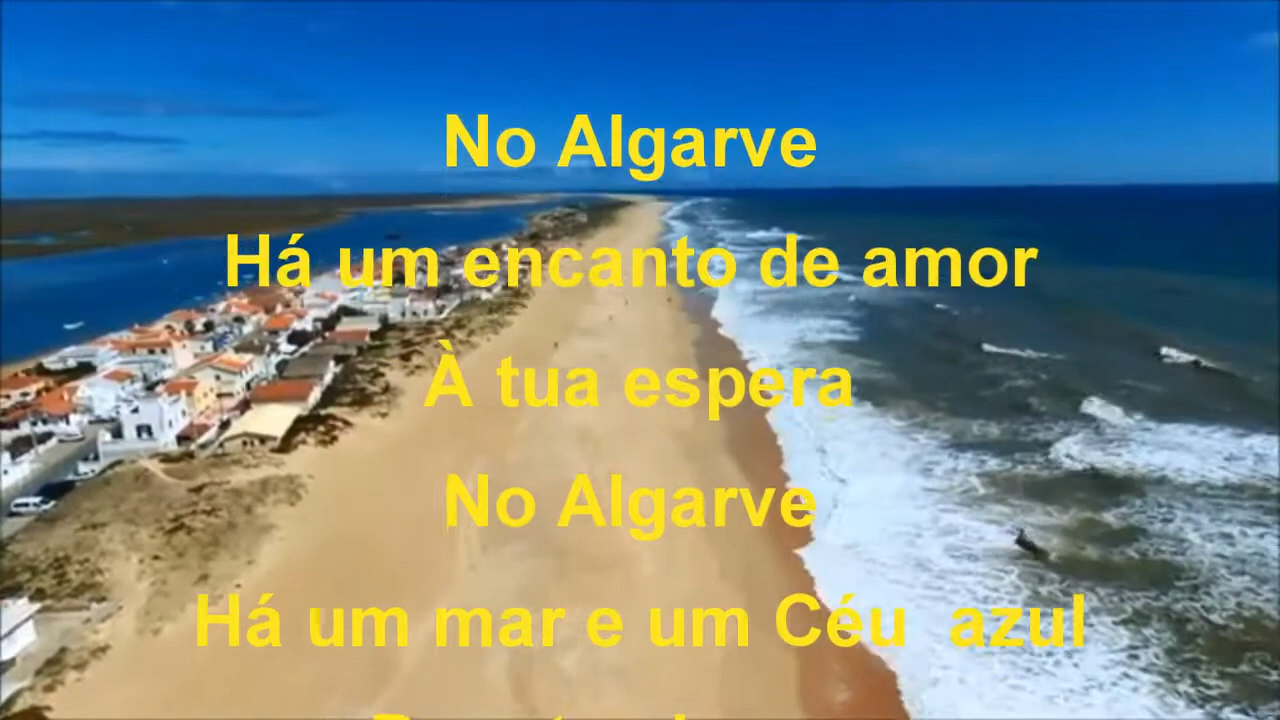 No Algarve
Há um encanto de amor
À tua espera
No Algarve
Há um mar e um Céu  azul